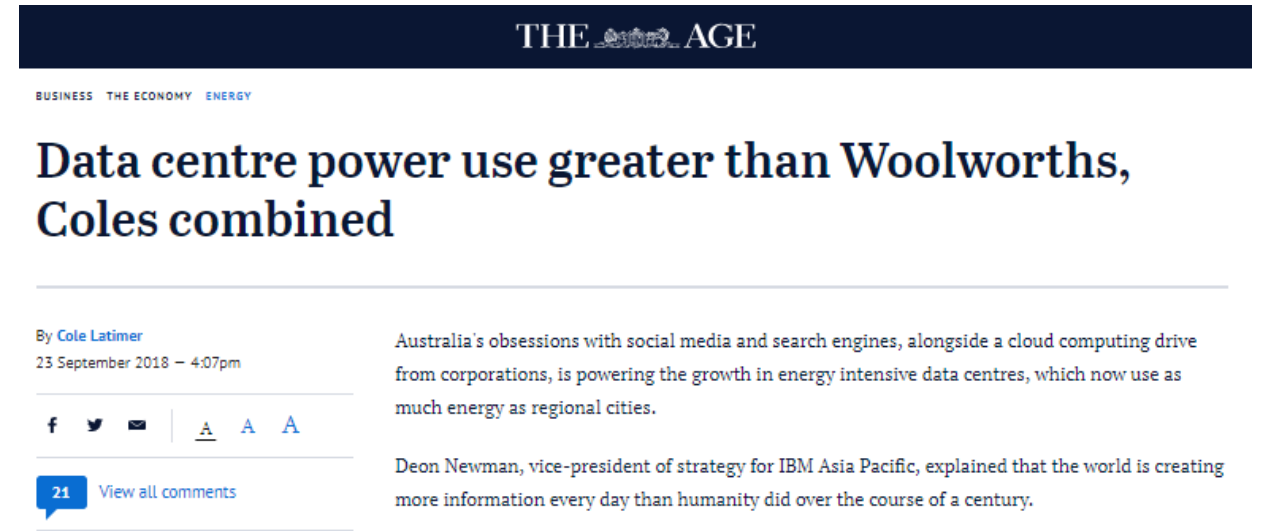 THE AGE
BUSINESS THE ECONOMY ENERGY
Data centre power use greater than Woolworths,
Coles combined
By Cole Latimer
23 September 2018 – 4:07pm
A A A
21 View all comments
Australia's obsessions with social media and search engines, alongside a cloud computing drive
from corporations, is powering the growth in energy intensive data centres, which now use as
much energy as regional cities.
Deon Newman, vice-president of strategy for IBM Asia Pacific, explained that the world is creating
more information every day than humanity did over the course of a century.